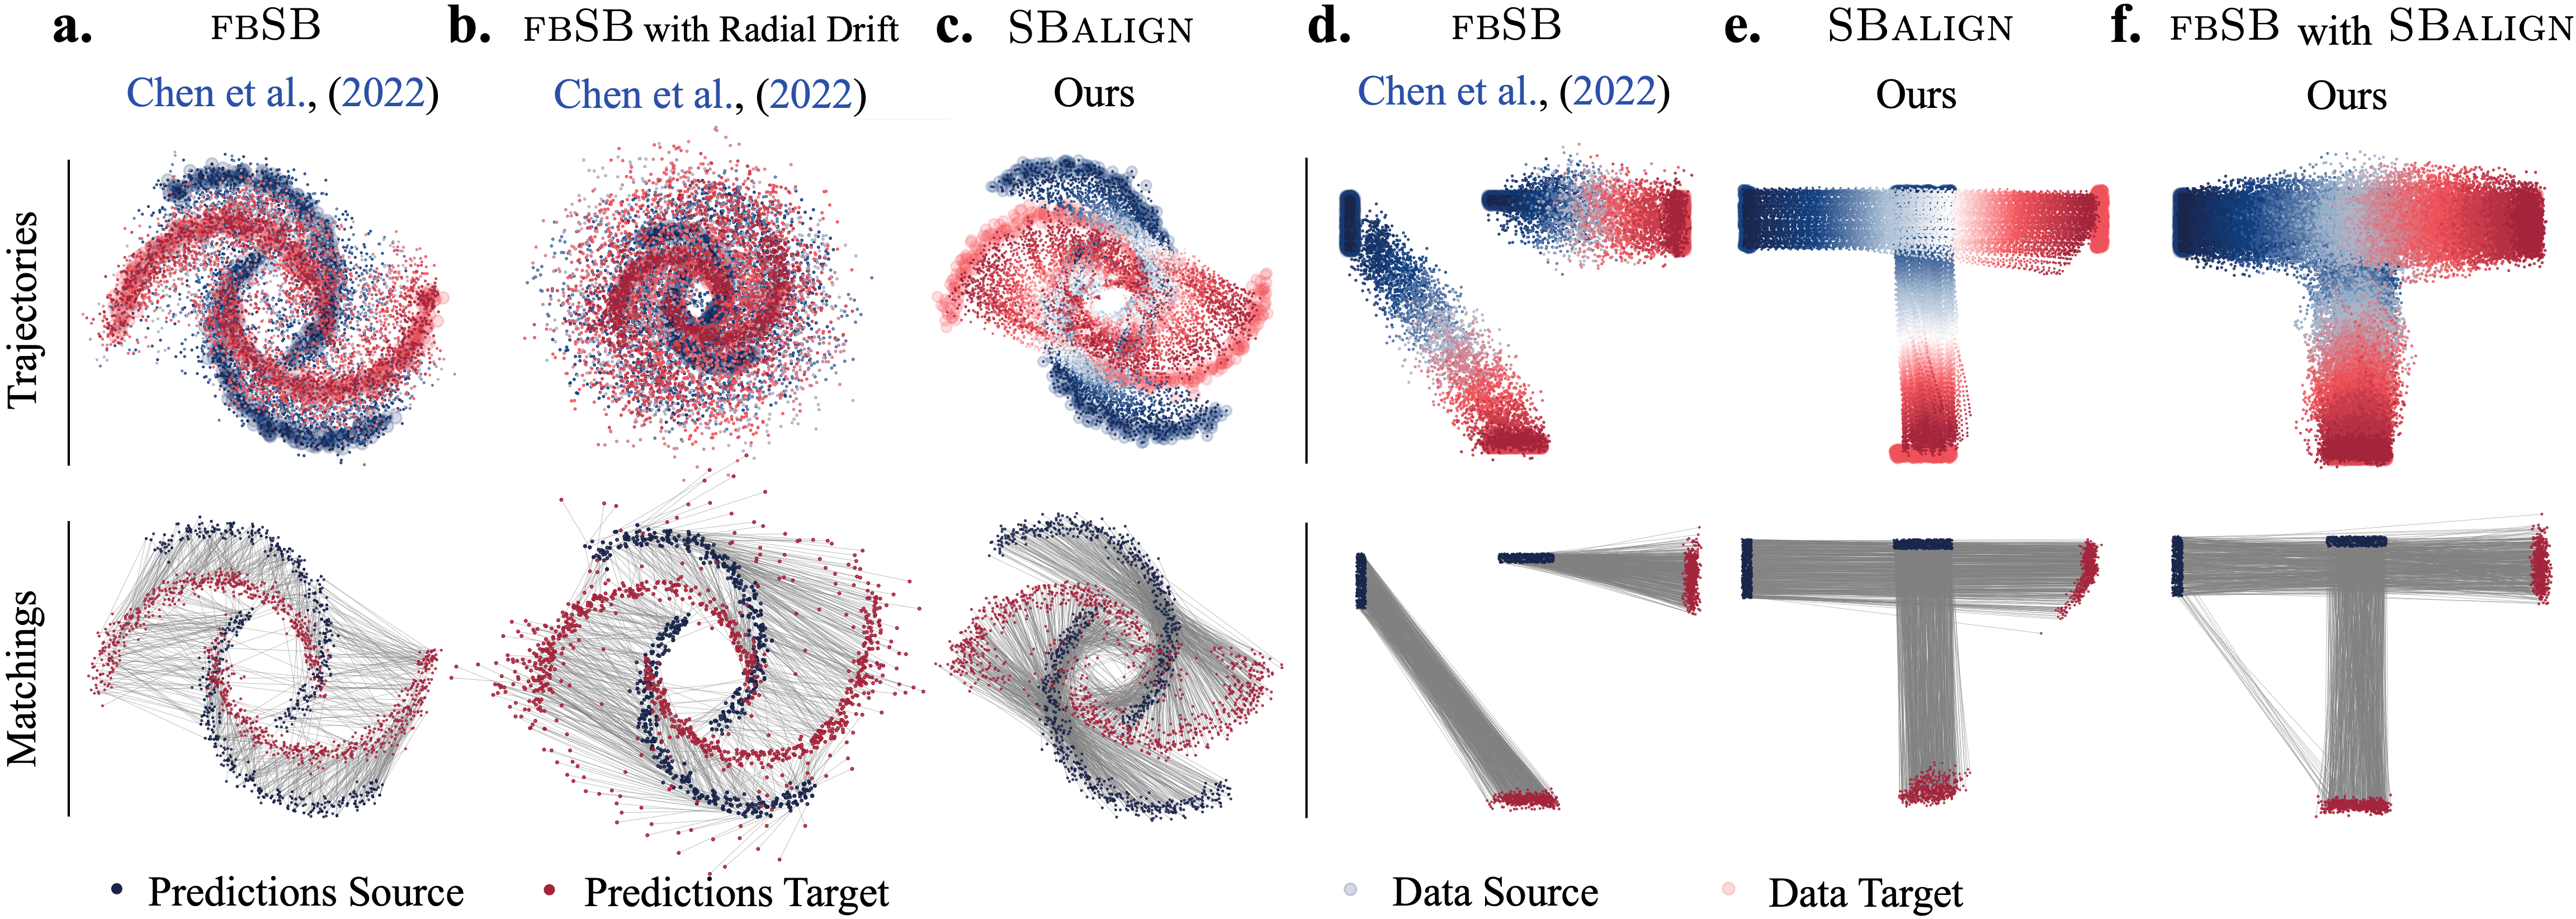 a. FBSB
Chen et al., (2022)
b. FBSB with Radial Drift
Chen et al., (2022)
c. SBALIGN
Ours
d. FBSB
Chen et al., (2022)
e. SBALIGN
Ours
f. FBSB with SBALIGN
Ours
Trajectories
Matchings
Predictions Source
Predictions Target
Data Source
Data Target